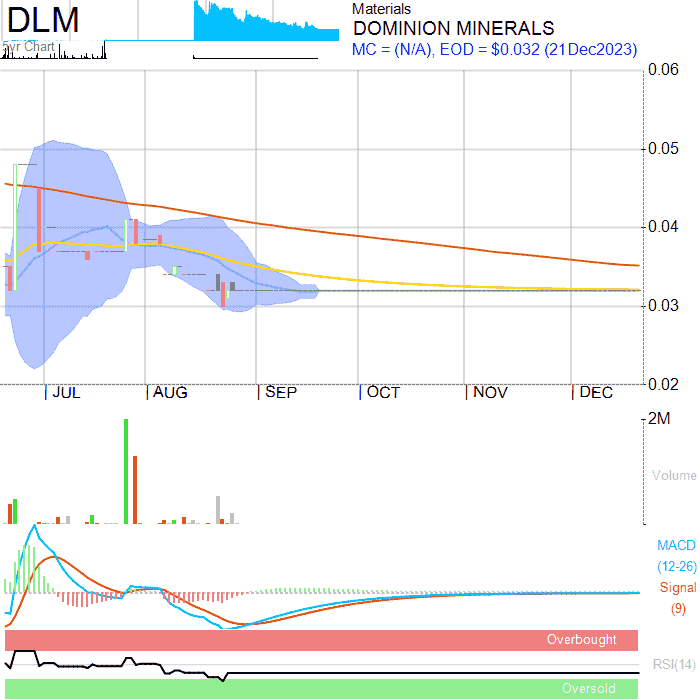 DLM
5yr Chart
Materials
DOMINION MINERALS
MC = (N/A), EOD = $0.032 (21Dec2023)
0.06
0.05
0.04
0.03
0.02
JUL AUG SEP OCT NOV DEC
2M
Volume
MACD
(12-26)
Signal
(9)
Overbought
RSI(14)
Oversold